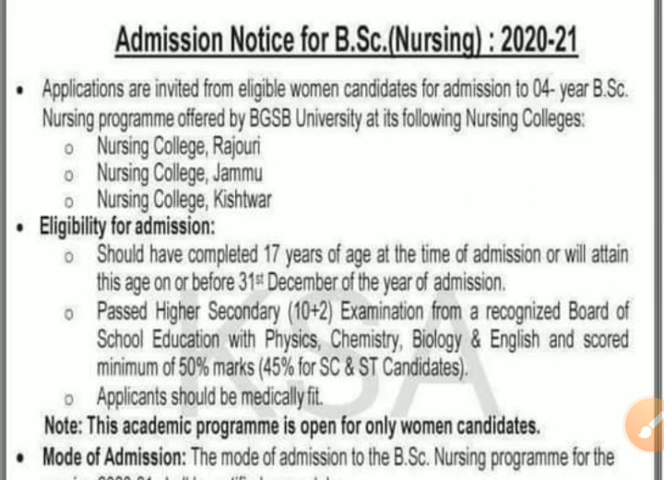 Admission Notice for B.Sc.(Nursing) : 2020-21
• Applications are invited from eligible women candidates for admission to 04- year B.Sc.
Nursing programme offered by BGSB University at its following Nursing Colleges:
o Nursing College, Rajouri
o Nursing College, Jammu
o Nursing College, Kishtwar
• Eligibility for admission:
o Should have completed 17 years of age at the time of admission or will attain
this age on or before 31st December of the year of admission.
o Passed Higher Secondary (10+2) Examination from a recognized Board of
School Education with Physics, Chemistry, Biology & English and scored
minimum of 50% marks (45% for SC & ST Candidates).
o Applicants should be medically fit.
Note: This academic programme is open for only women candidates.
• Mode of Admission: The mode of admission to the B.Sc. Nursing programme for the
KSA